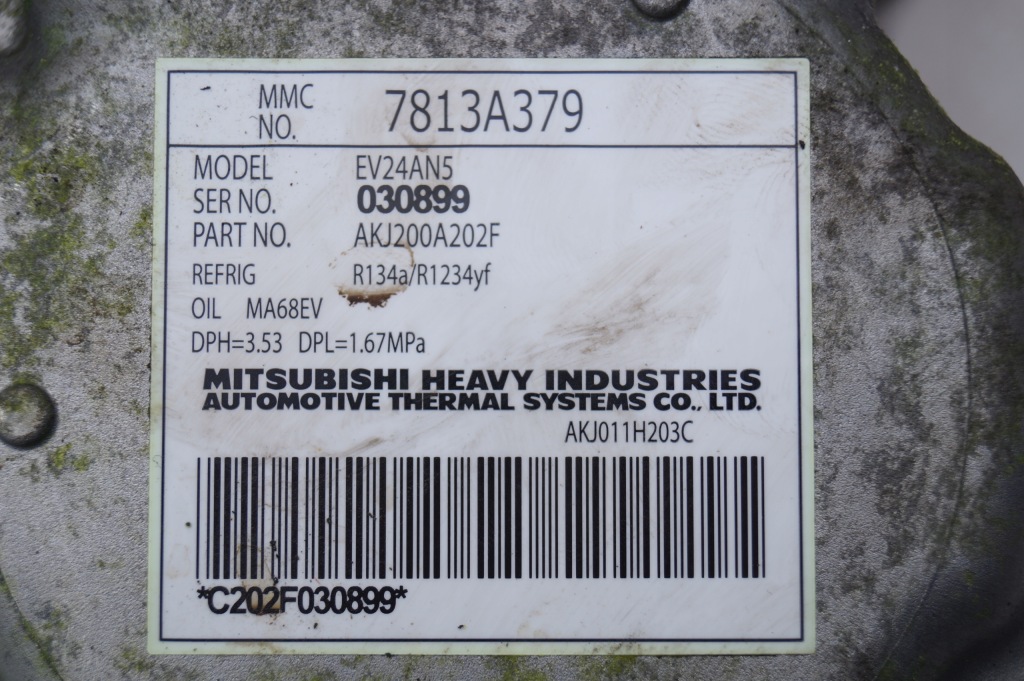 MMC NO. 7813A379
MODEL EV24AN5
SER NO. 030899
PART NO. AKJ200A202F
REFRIG R134a/R1234yf
OIL MA68EV
DPH=3.53 DPL=1.67MPa
MITSUBISHI HEAVY INDUSTRIES
AUTOMOTIVE THERMAL SYSTEMS CO., LTD.
AKJ011H203C
*C202F030899*